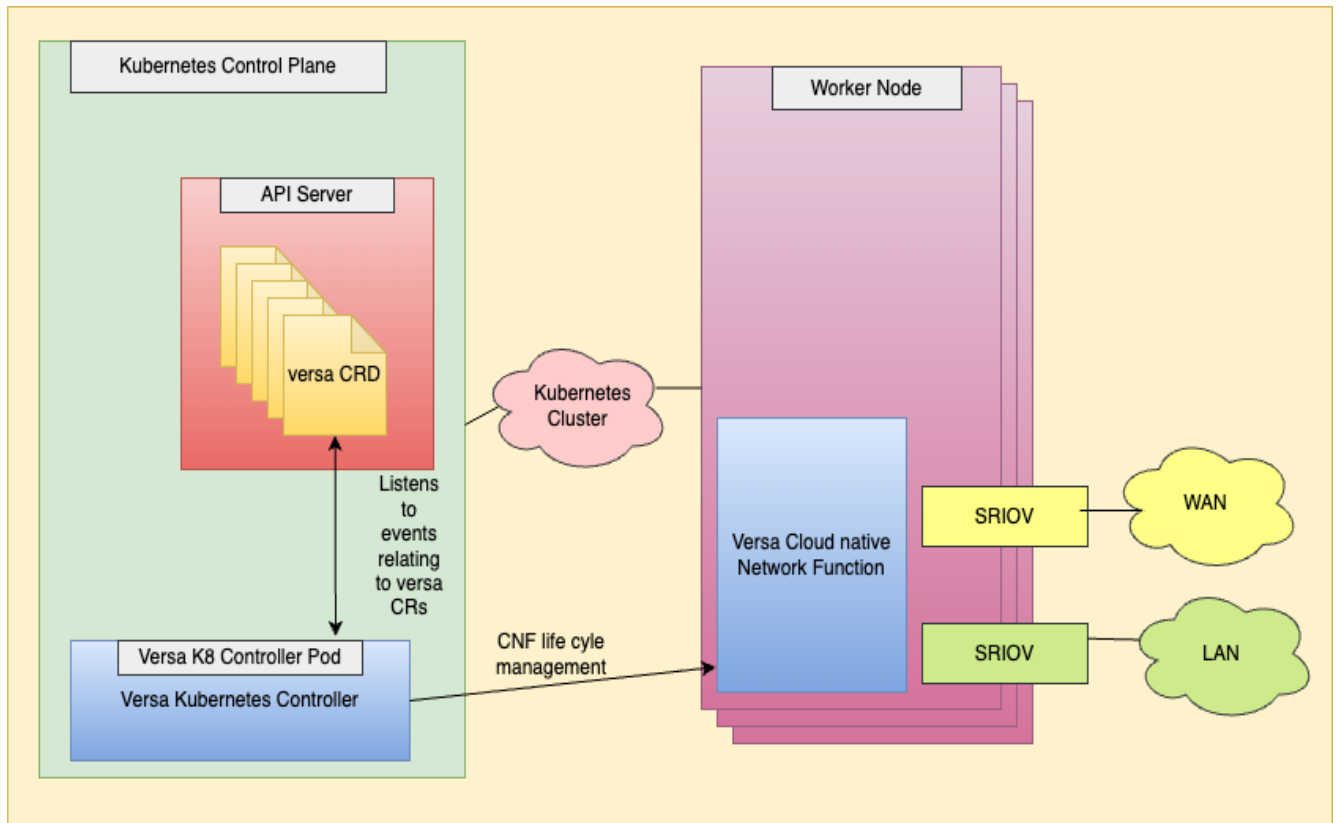 Kubernetes Control Plane
API Server
versa CRD
Listens
to
events
relating
to versa
CRs
Versa K8 Controller Pod
Versa Kubernetes Controller
Kubernetes
Cluster
CNF life cyle
management
Worker Node
Versa Cloud native
Network Function
SRIOV
WAN
SRIOV
LAN